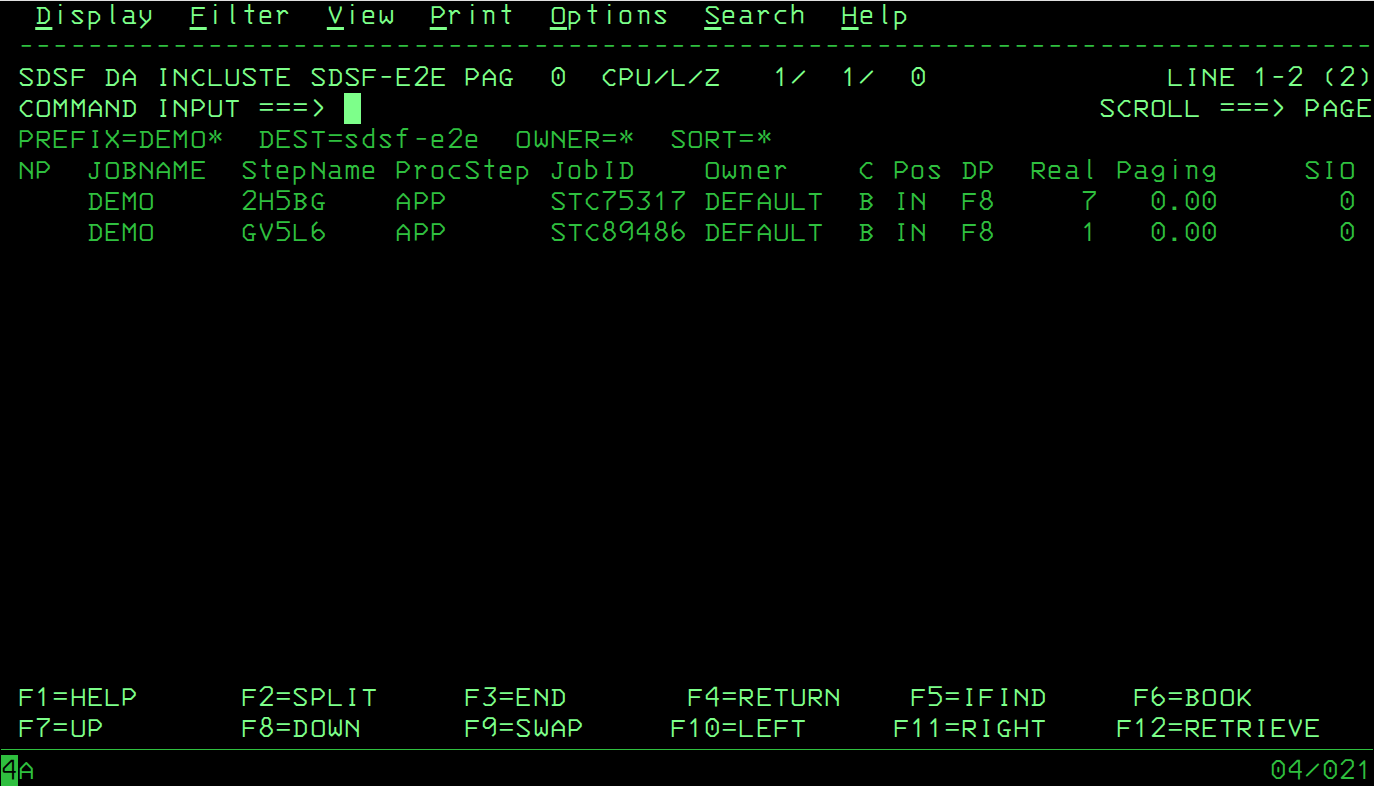 Display  Filter  View  Print  Options  Search  Help
-------------------------------------------------------------------------------
SDSF DA INCLUSTE SDSF-E2E PAG  0  CPU/L/Z   1/  1/  0              LINE 1-2 (2)
COMMAND INPUT ===>                                            SCROLL ===> PAGE
PREFIX=DEMO*  DEST=sdsf-e2e  OWNER=*  SORT=*
NP  JOBNAME  StepName ProcStep JobID    Owner    C Pos DP  Real Paging     SIO
DEMO     2H5BG    APP      STC75317 DEFAULT  B IN  F8     7   0.00       0
DEMO     GV5L6    APP      STC89486 DEFAULT  B IN  F8     1   0.00       0
F1=HELP      F2=SPLIT     F3=END       F4=RETURN    F5=IFIND     F6=BOOK
F7=UP        F8=DOWN      F9=SWAP     F10=LEFT     F11=RIGHT    F12=RETRIEVE
4A                                                                       04/021